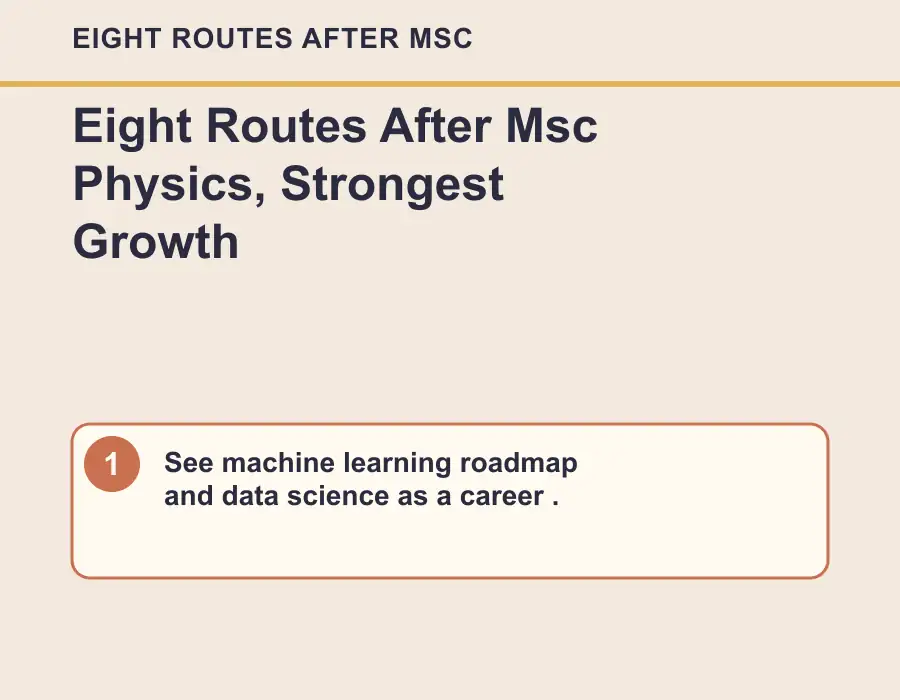 EIGHT ROUTES AFTER MSC
Eight Routes After Msc
Physics, Strongest
Growth
1
See machine learning roadmap
and data science as a career .